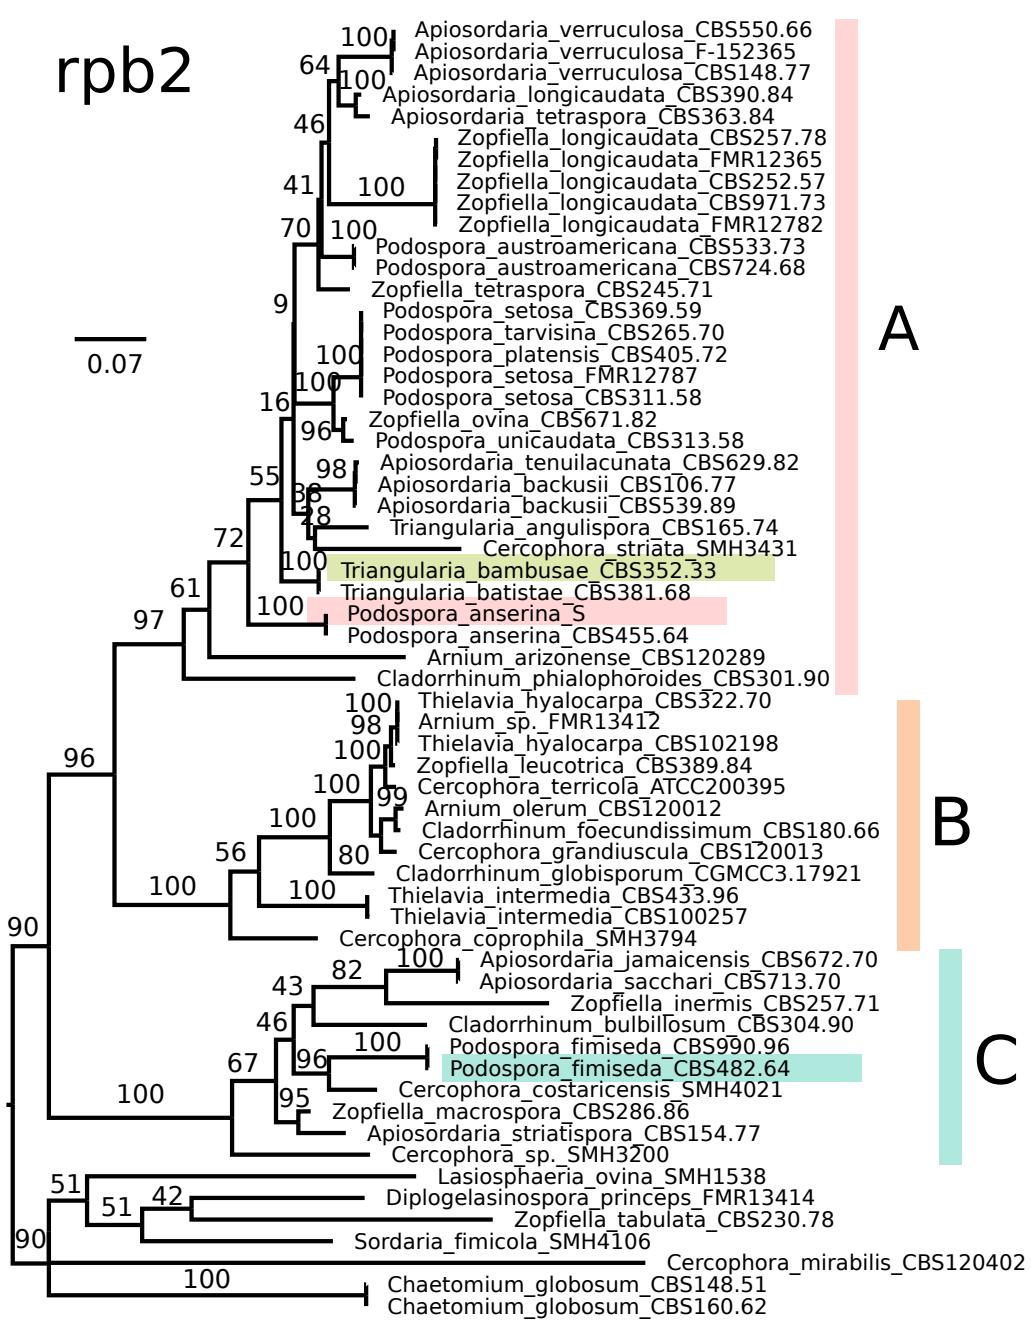 rpb2
0.07
100 Apiosordaria_verruculosa_CBS550.66
Apiosordaria_verruculosa_F-152365
64 Apiosordaria_verruculosa_CBS148.77
100 Apiosordaria_longicaudata_CBS390.84
Apiosordaria_tetraspora_CBS363.84
46 Zopfiella_longicaudata_CBS257.78
Zopfiella_longicaudata_FMR12365
41 100 Zopfiella_longicaudata_CBS252.57
Zopfiella_longicaudata_CBS971.73
70 100 Zopfiella_longicaudata_FMR12782
Podospora_austroamericana_CBS533.73
Podospora_austroamericana_CBS724.68
Zopfiella_tetraspora_CBS245.71
9 Podospora_setosa_CBS369.59
Podospora_tarvisina_CBS265.70
100 Podospora_platensis_CBS405.72
100 Podospora_setosa_FMR12787
16 Podospora_setosa_CBS311.58
96 Zopfiella_ovina_CBS671.82
Podospora_unicaudata_CBS313.58
55 98 Apiosordaria_tenuilacunata_CBS629.82
38 Apiosordaria_backusii_CBS106.77
28 Apiosordaria_backusii_CBS539.89
Triangularia_angulispora_CBS165.74
72 Cercophora_striata_SMH3431
100 Triangularia_bambusae_CBS352.33
61 Triangularia_batistae_CBS381.68
97 100 Podospora_anserina_S
Podospora_anserina_CBS455.64
Arnium_arizonense_CBS120289
Cladorrhinum_phialophoroides_CBS301.90
A
100 Thielavia_hyalocarpa_CBS322.70
98 Arnium_sp._FMR13412
96 100 Thielavia_hyalocarpa_CBS102198
Zopfiella_leucotrica_CBS389.84
100 Cercophora_terricola_ATCC200395
100 99 Arnium_olerum_CBS120012
Cladorrhinum_foecundissimum_CBS180.66
56 80 Cercophora_grandiuscula_CBS120013
Cladorrhinum_globisporum_CGMCC3.17921
100 100 Thielavia_intermedia_CBS433.96
Thielavia_intermedia_CBS100257
90 Cercophora_coprophila_SMH3794
B
82 100 Apiosordaria_jamaicensis_CBS672.70
43 Apiosordaria_sacchari_CBS713.70
Zopfiella_inermis_CBS257.71
46 Cladorrhinum_bulbillosum_CBS304.90
67 96 100 Podospora_fimiseda_CBS990.96
Podospora_fimiseda_CBS482.64
100 95 Cercophora_costaricensis_SMH4021
Zopfiella_macrospora_CBS286.86
Apiosordaria_striatispora_CBS154.77
Cercophora_sp._SMH3200
C
51 Lasiosphaeria_ovina_SMH1538
51 42 Diplogelasinospora_princeps_FMR13414
Zopfiella_tabulata_CBS230.78
90 Sordaria_fimicola_SMH4106
Cercophora_mirabilis_CBS120402
100 Chaetomium_globosum_CBS148.51
Chaetomium_globosum_CBS160.62